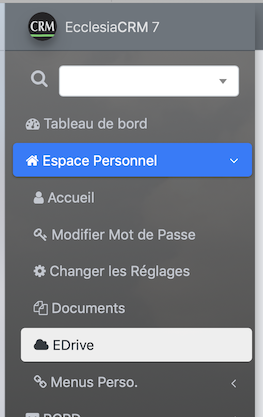 CRM EcclesiaCRM 7
Tableau de bord
Espace Personnel
Accueil
Modifier Mot de Passe
Changer les Réglages
Documents
EDrive
Menus Perso.